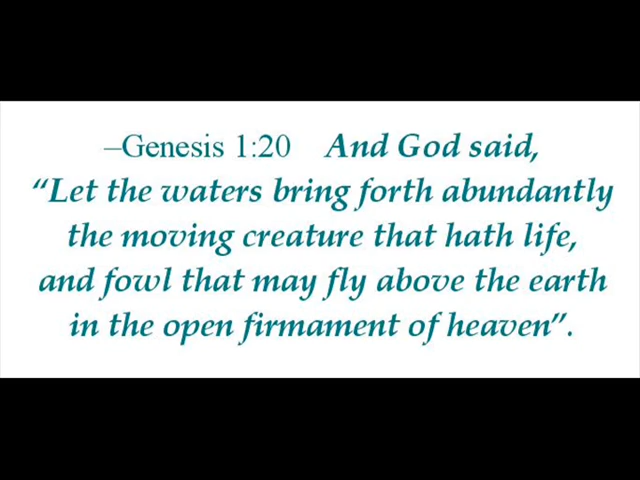 –Genesis 1:20 And God said,
“Let the waters bring forth abundantly
the moving creature that hath life,
and fowl that may fly above the earth
in the open firmament of heaven”.